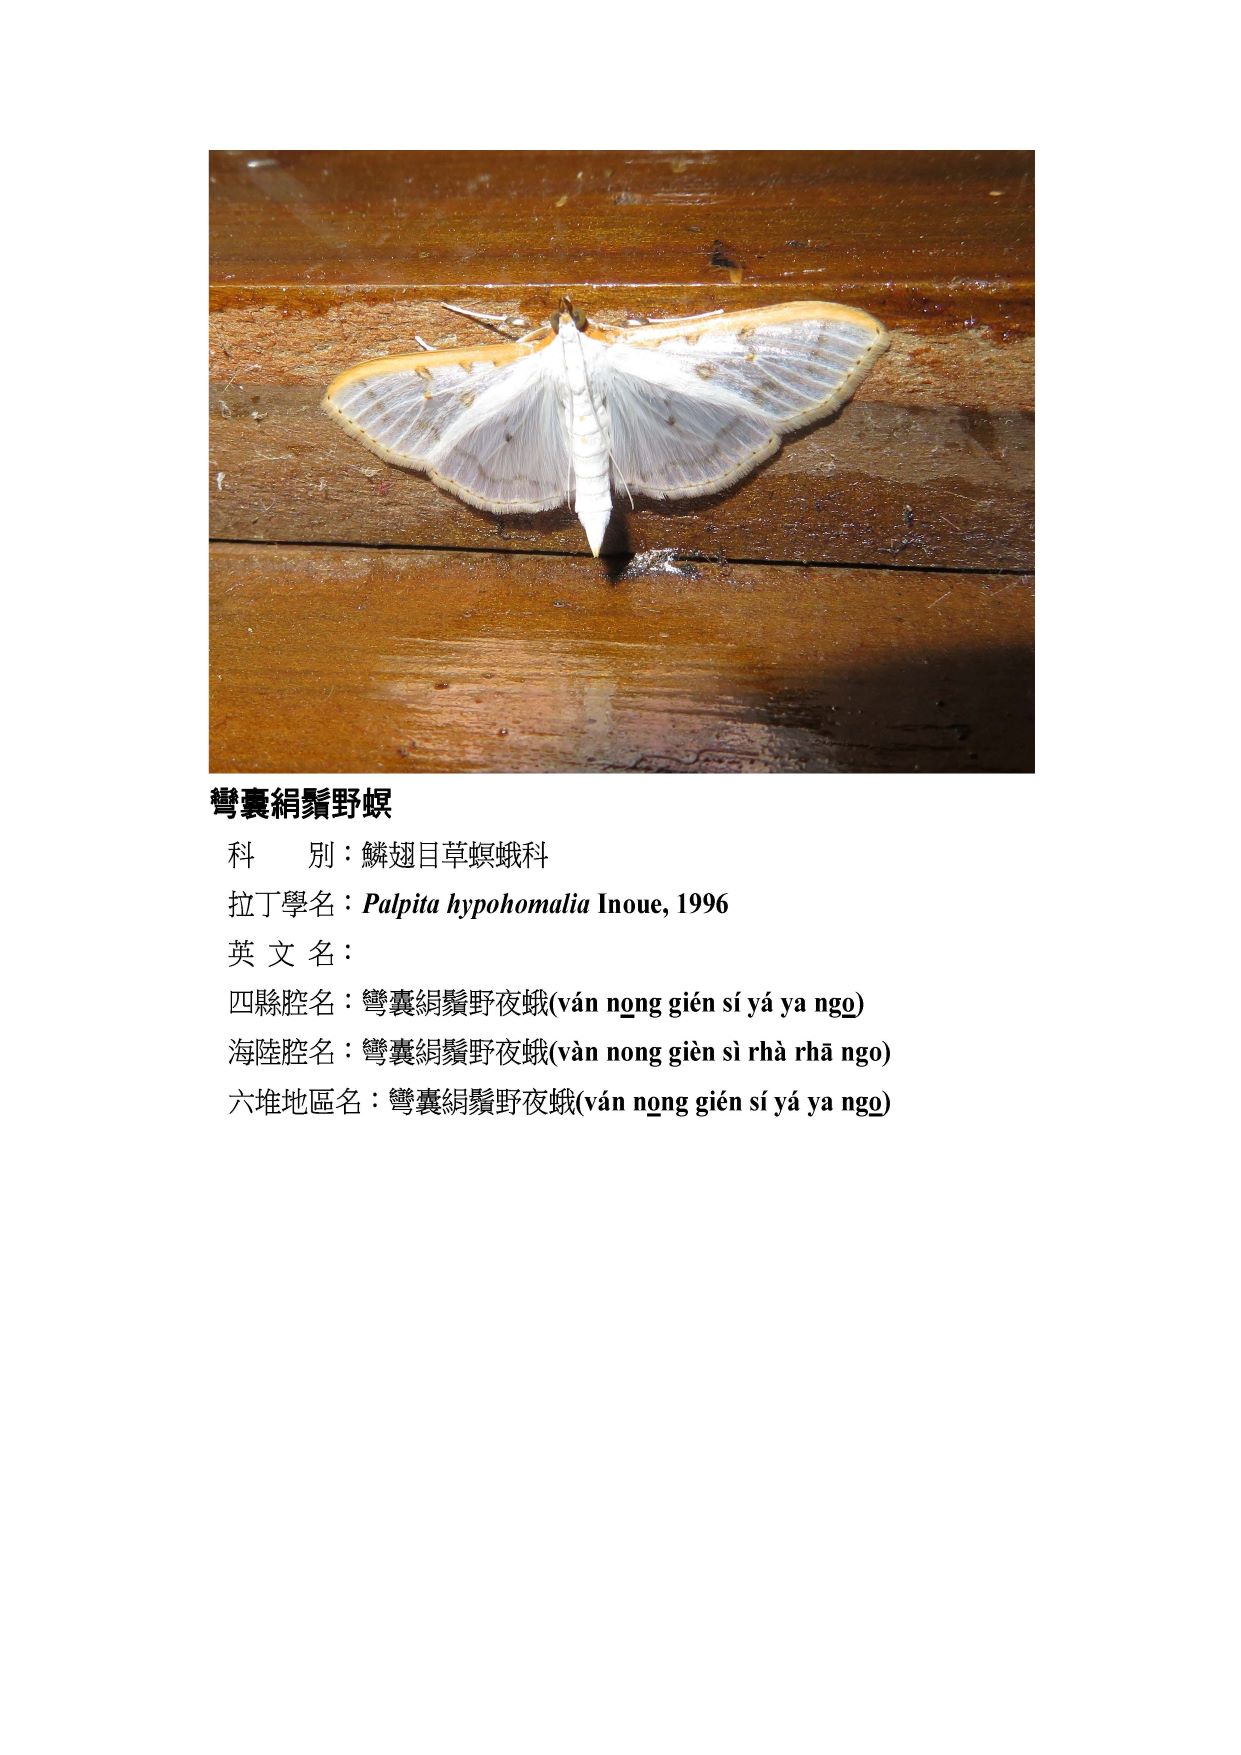 彎囊絹鬚野螟
科　　別：鱗翅目草螟蛾科
拉丁學名：Palpita hypohomalia Inoue, 1996
英 文 名：
四縣腔名：彎囊絹鬚野夜蛾(ván nong gién sí yá ya ngo)
海陸腔名：彎囊絹鬚野夜蛾(vàn nong gièn sì rhà rhā ngo)
六堆地區名：彎囊絹鬚野夜蛾(ván nong gién sí yá ya ngo)